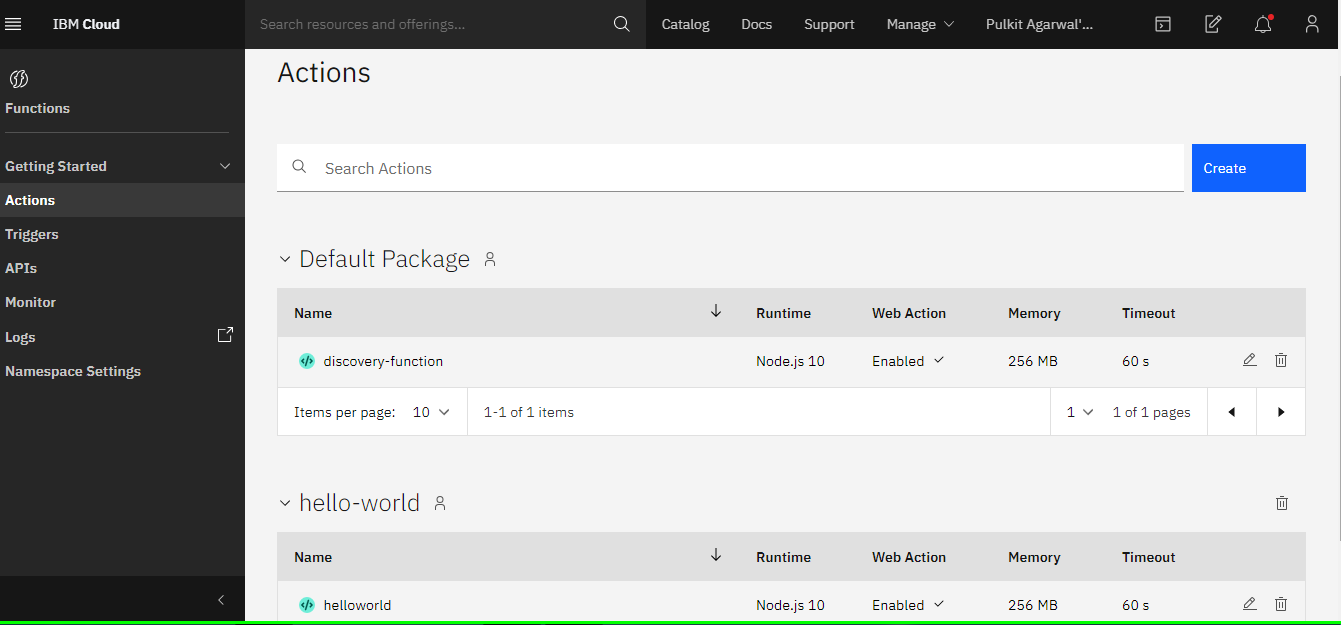 IBM Cloud
Search resources and offerings...
Catalog
Docs
Support
Manage
Pulkit Agarwal'...
Functions
Getting Started
Actions
Triggers
APIs
Monitor
Logs
Namespace Settings
Actions
Search Actions
Create
Default Package
Name Runtime Web Action Memory Timeout
discovery-function Node.js 10 Enabled 256 MB 60 s
Items per page: 10 1-1 of 1 items 1 1 of 1 pages
hello-world
Name Runtime Web Action Memory Timeout
helloworld Node.js 10 Enabled 256 MB 60 s